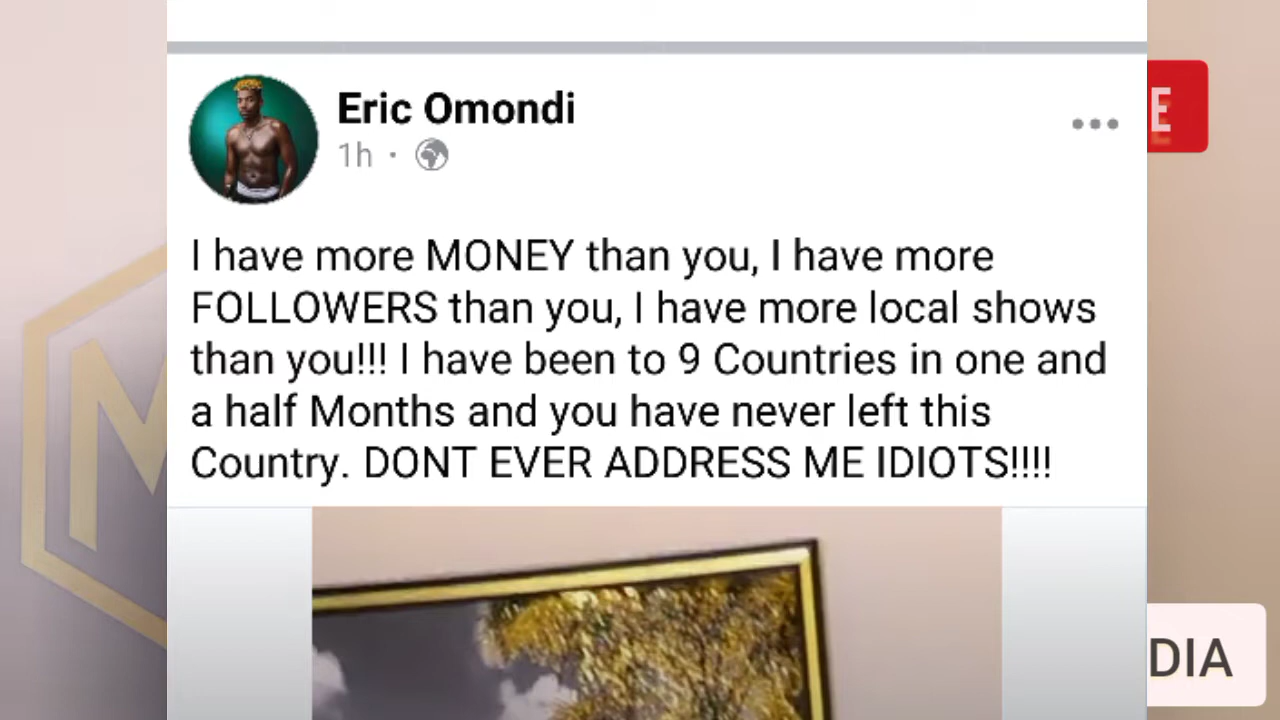 Eric Omondi
1h ·
I have more MONEY than you, I have more
FOLLOWERS than you, I have more local shows
than you!!! I have been to 9 Countries in one and
a half Months and you have never left this
Country. DONT EVER ADDRESS ME IDIOTS!!!!
E
M
DIA